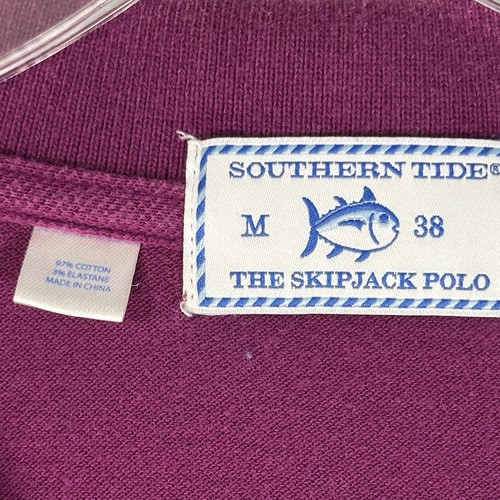 SOUTHERN TIDE®
M 38
THE SKIPJACK POLO
97% COTTON
3% ELASTANE
MADE IN CHINA